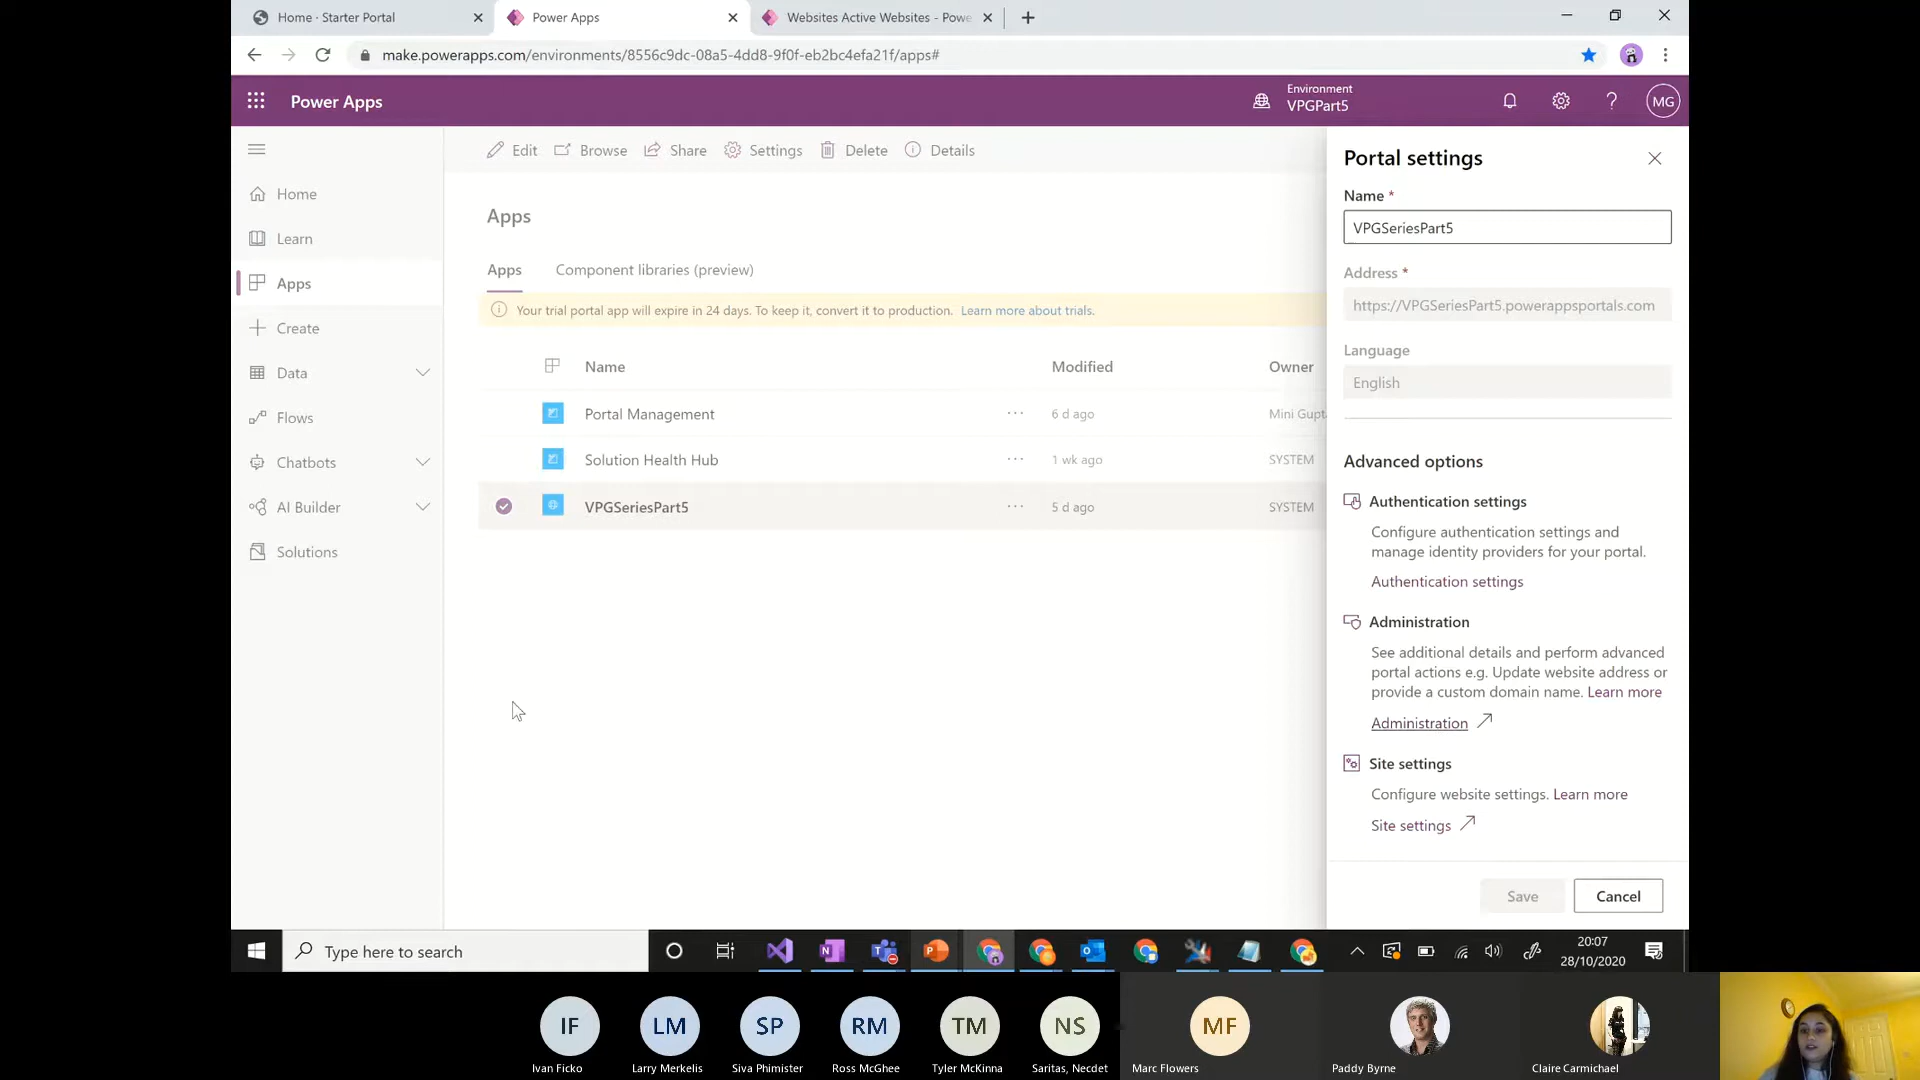 Home · Starter Portal
Power Apps
Websites Active Websites - Powe
make.powerapps.com/environments/8556c9dc-08a5-4dd8-9f0f-eb2bc4efa21f/apps#
Power Apps
Environment
VPGPart5
MG
Home
Learn
Apps
Create
Data
Flows
Chatbots
AI Builder
Solutions
Edit
Browse
Share
Settings
Delete
Details
Apps
Apps
Component libraries (preview)
Your trial portal app will expire in 24 days. To keep it, convert it to production. Learn more about trials.
Name
Modified
Owner
Portal Management
6 d ago
Mini Gupt
Solution Health Hub
1 wk ago
SYSTEM
VPGSeriesPart5
5 d ago
SYSTEM
Portal settings
Name *
VPGSeriesPart5
Address *
https://VPGSeriesPart5.powerappsportals.com
Language
English
Advanced options
Authentication settings
Configure authentication settings and
manage identity providers for your portal.
Authentication settings
Administration
See additional details and perform advanced
portal actions e.g. Update website address or
provide a custom domain name. Learn more
Administration
Site settings
Configure website settings. Learn more
Site settings
Save
Cancel
Type here to search
20:07
28/10/2020
IF
LM
SP
RM
TM
NS
MF
Ivan Ficko
Larry Merkelis
Siva Phimister
Ross McGhee
Tyler McKinna
Saritas, Necdet
Marc Flowers
Paddy Byrne
Claire Carmichael